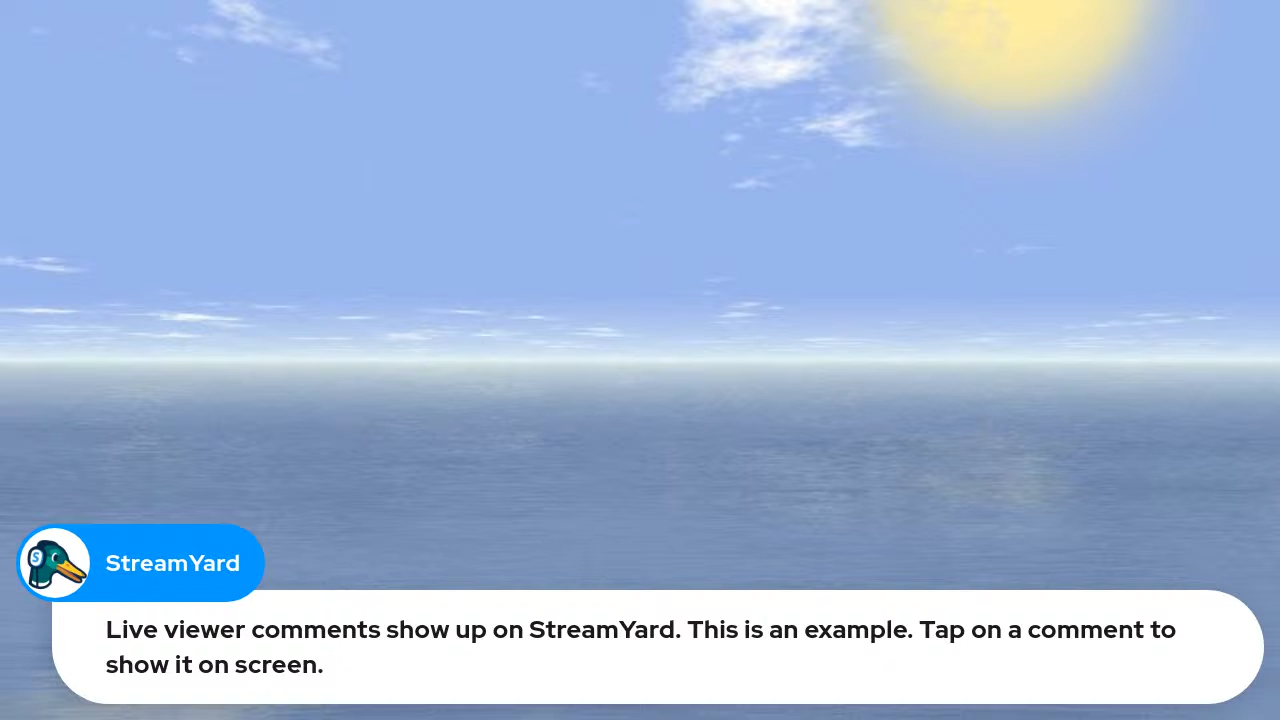 StreamYard
Live viewer comments show up on StreamYard. This is an example. Tap on a comment to
show it on screen.